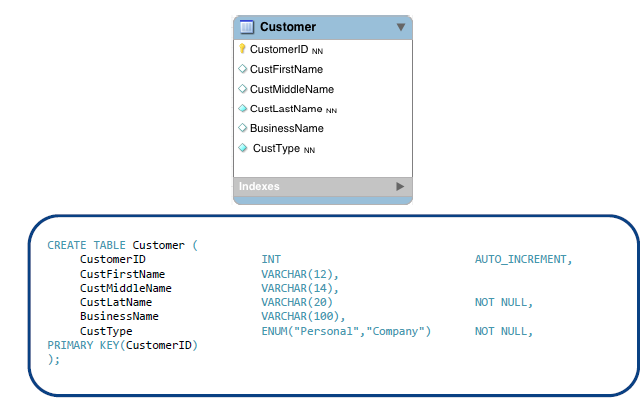 Customer
CustomerID NN
CustFirstName
CustMiddleName
CustLastName NN
BusinessName
CustType NN
Indexes
CREATE TABLE Customer (
CustomerID INT AUTO_INCREMENT,
CustFirstName VARCHAR(12),
CustMiddleName VARCHAR(14),
CustLatName VARCHAR(20) NOT NULL,
BusinessName VARCHAR(100),
CustType ENUM("Personal","Company") NOT NULL,
PRIMARY KEY(CustomerID)
);